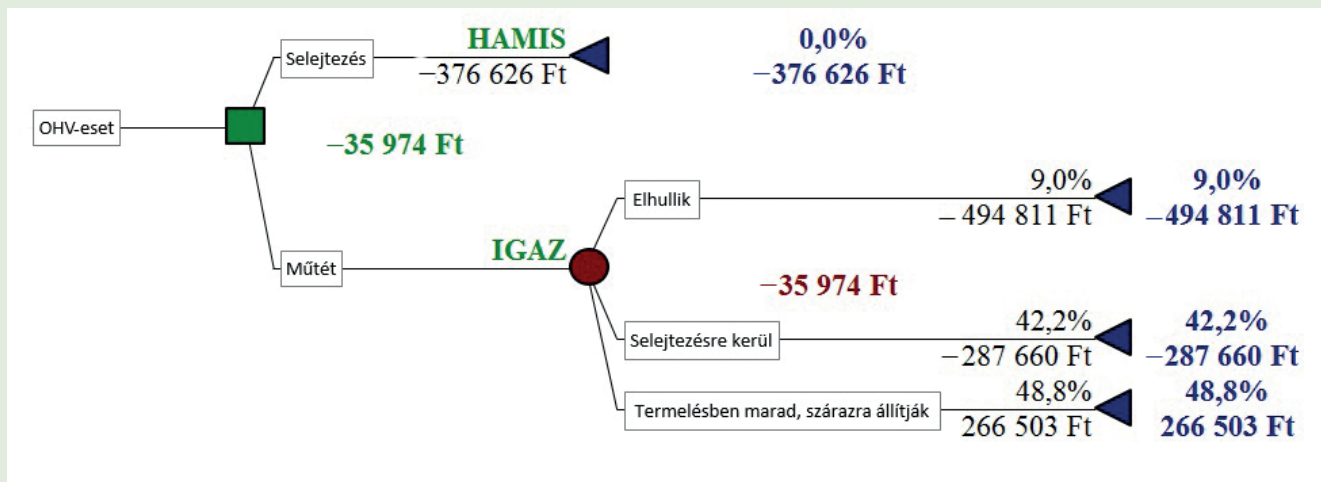 HAMIS
0,0%
Selejtezés
−376 626 Ft
−376 626 Ft
OHV-eset
−35 974 Ft
9,0%
9,0%
Elhullik
−494 811 Ft
−494 811 Ft
IGAZ
Műtét
−35 974 Ft
42,2%
42,2%
Selejtezésre kerül
−287 660 Ft
−287 660 Ft
48,8%
48,8%
Termelésben marad, szárazra állítják
266 503 Ft
266 503 Ft